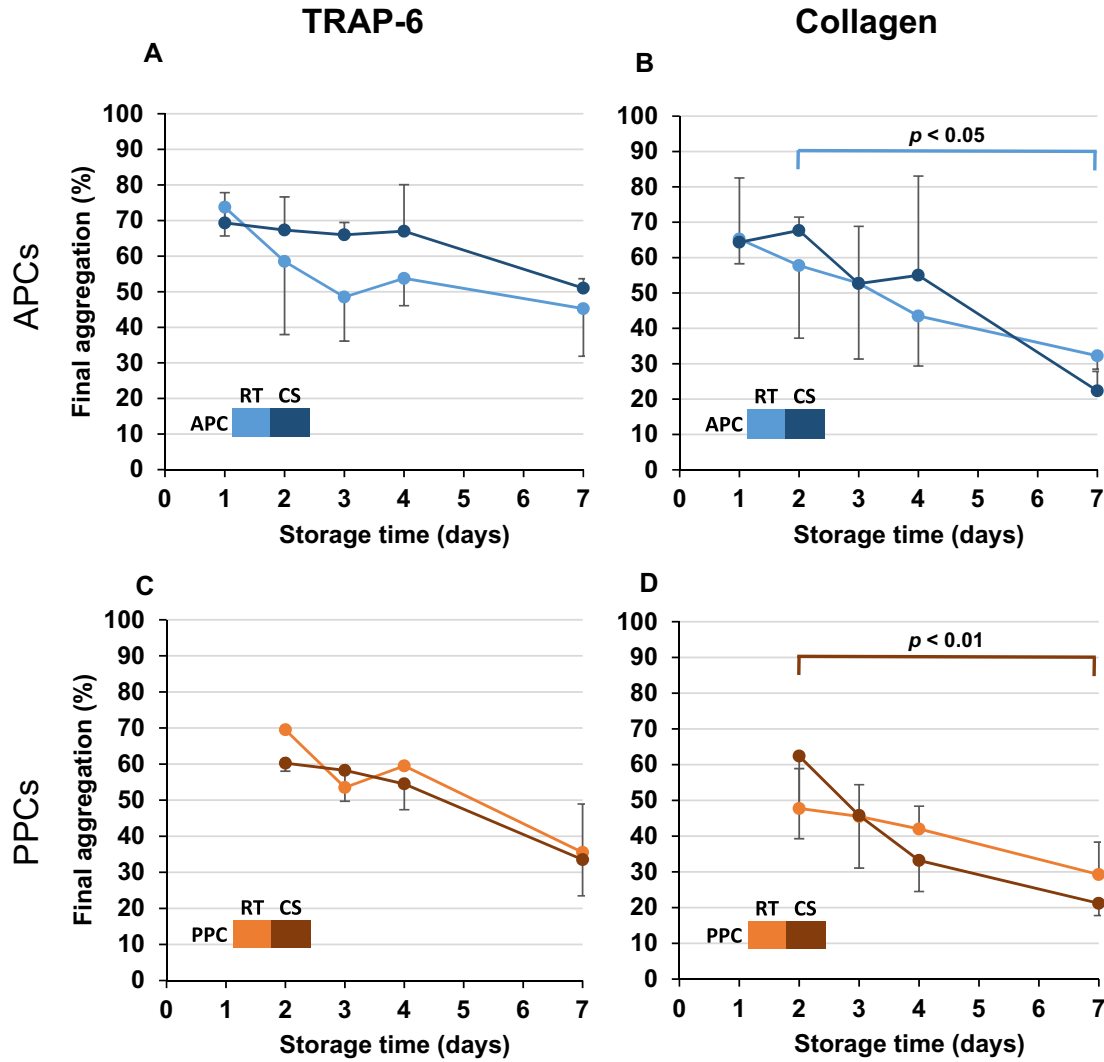 TRAP-6
Collagen
APCs
PPCs
A
Final aggregation (%)
100
90
80
70
60
50
40
30
20
10
0
RT CS
APC
0 1 2 3 4 5 6 7
Storage time (days)
B
100
90
80
70
60
50
40
30
20
10
0
p < 0.05
RT CS
APC
0 1 2 3 4 5 6 7
Storage time (days)
C
Final aggregation (%)
100
90
80
70
60
50
40
30
20
10
0
RT CS
PPC
0 1 2 3 4 5 6 7
Storage time (days)
D
100
90
80
70
60
50
40
30
20
10
0
p < 0.01
RT CS
PPC
0 1 2 3 4 5 6 7
Storage time (days)